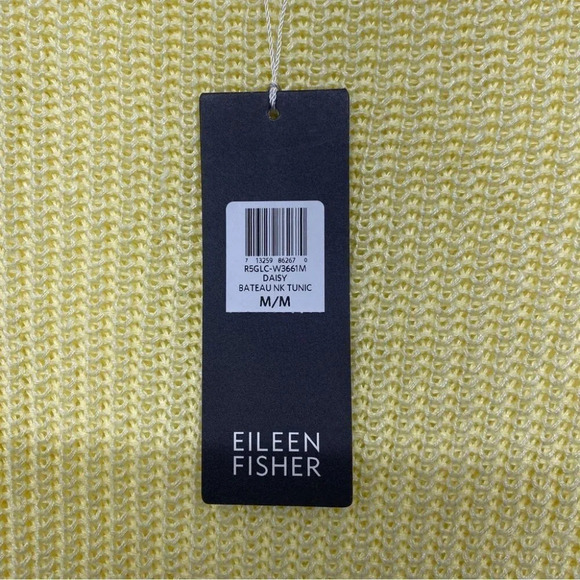 7 13259 86267 0
R5GLC-W3661M
DAISY
BATEAU NK TUNIC
M/M
EILEEN
FISHER